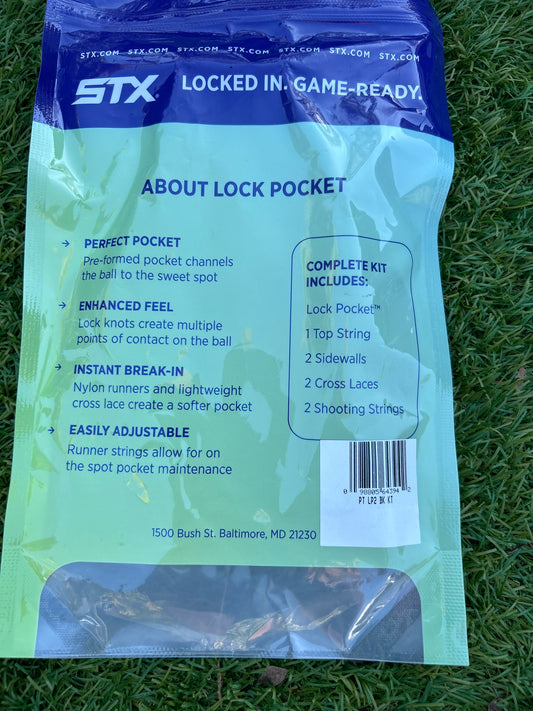 STX.COM STX.COM STX.COM STX.COM STX.COM STX.COM STX.COM
STX LOCKED IN. GAME-READY.
ABOUT LOCK POCKET
→ PERFECT POCKET
Pre-formed pocket channels
the ball to the sweet spot
→ ENHANCED FEEL
Lock knots create multiple
points of contact on the ball
→ INSTANT BREAK-IN
Nylon runners and lightweight
cross lace create a softer pocket
→ EASILY ADJUSTABLE
Runner strings allow for on
the spot pocket maintenance
COMPLETE KIT
INCLUDES:
Lock Pocket™
1 Top String
2 Sidewalls
2 Cross Laces
2 Shooting Strings
0 98805 64394 2
PT LP2 BK KT
1500 Bush St. Baltimore, MD 21230